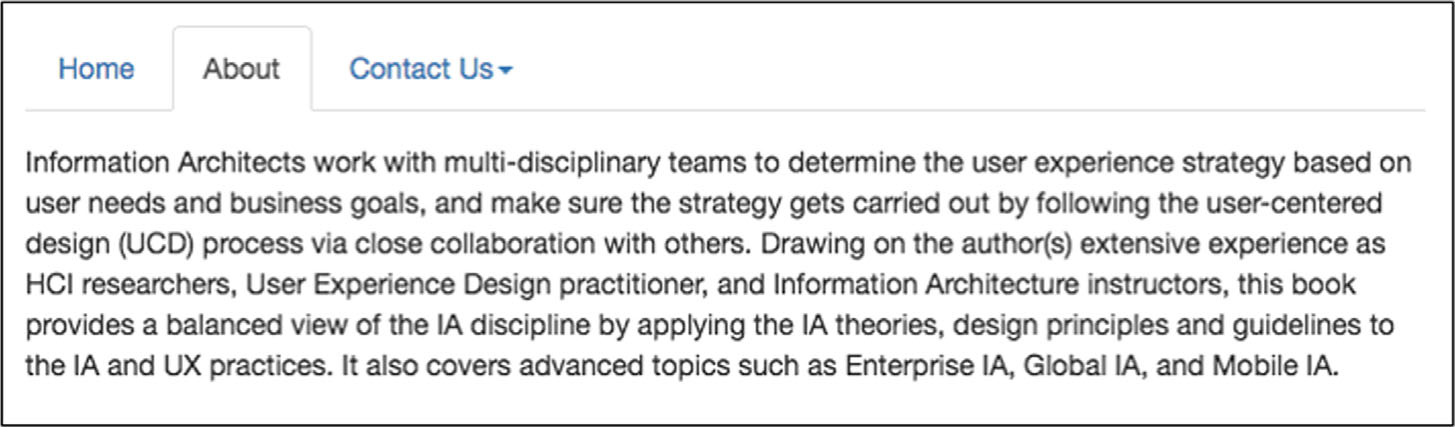 Home About Contact Us
Information Architects work with multi-disciplinary teams to determine the user experience strategy based on
user needs and business goals, and make sure the strategy gets carried out by following the user-centered
design (UCD) process via close collaboration with others. Drawing on the author(s) extensive experience as
HCI researchers, User Experience Design practitioner, and Information Architecture instructors, this book
provides a balanced view of the IA discipline by applying the IA theories, design principles and guidelines to
the IA and UX practices. It also covers advanced topics such as Enterprise IA, Global IA, and Mobile IA.